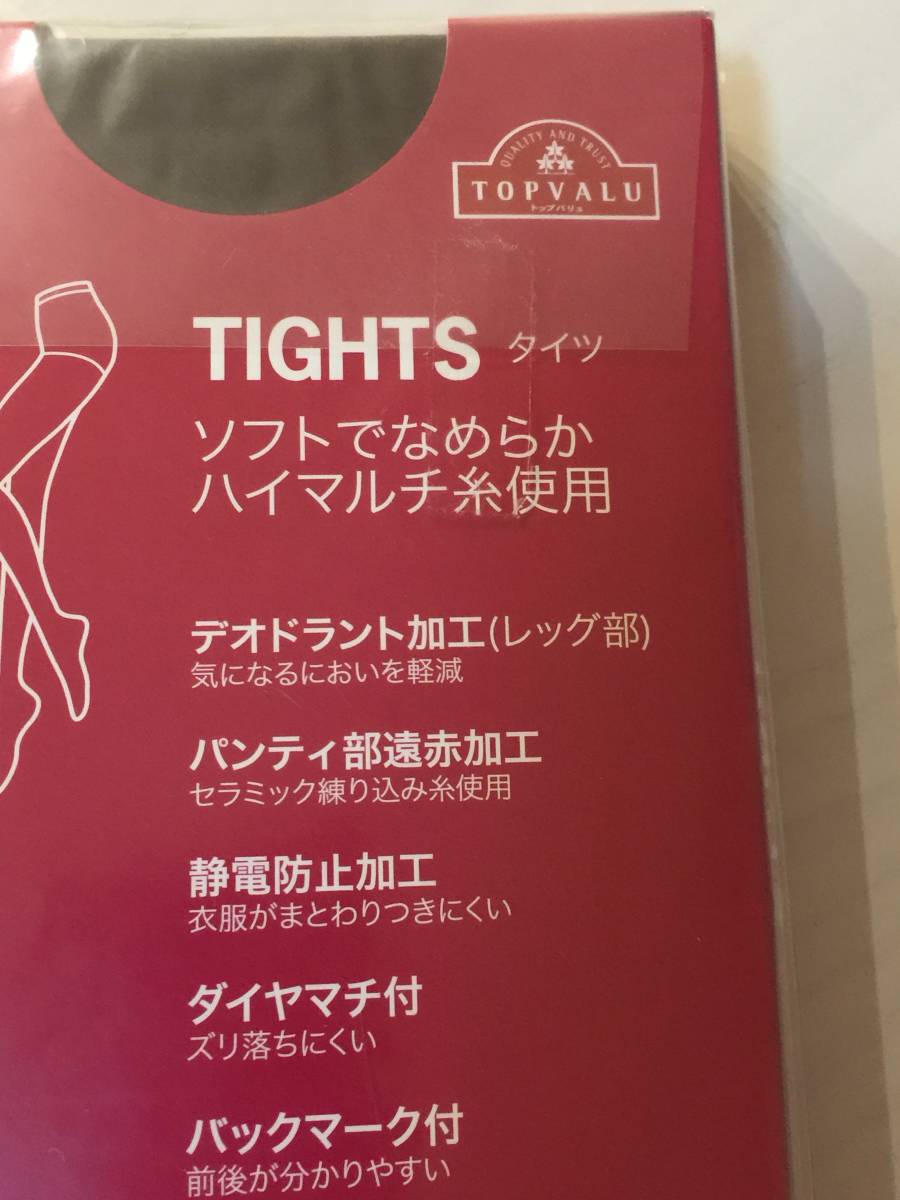 QUALITY AND TRUST
TOPVALU
トップバリュ
TIGHTS タイツ
ソフトでなめらか
ハイマルチ糸使用
デオドラント加工(レッグ部)
気になるにおいを軽減
パンティ部遠赤加工
セラミック練り込み糸使用
静電防止加工
衣服がまとわりつきにくい
ダイヤマチ付
ズリ落ちにくい
バックマーク付
前後が分かりやすい